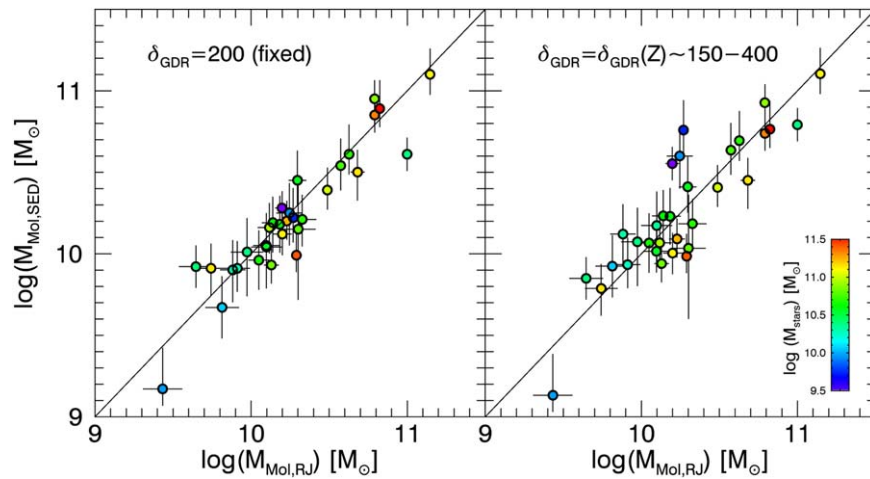 δGDR=200 (fixed)
δGDR=δGDR(Z)~150−400
log(MMol,SED) [M⊙]
11
10
9
11.5
11.0
10.5
10.0
9.5
log (Mstars) [M⊙]
9 10 11 9 10 11
log(MMol,RJ) [M⊙] log(MMol,RJ) [M⊙]